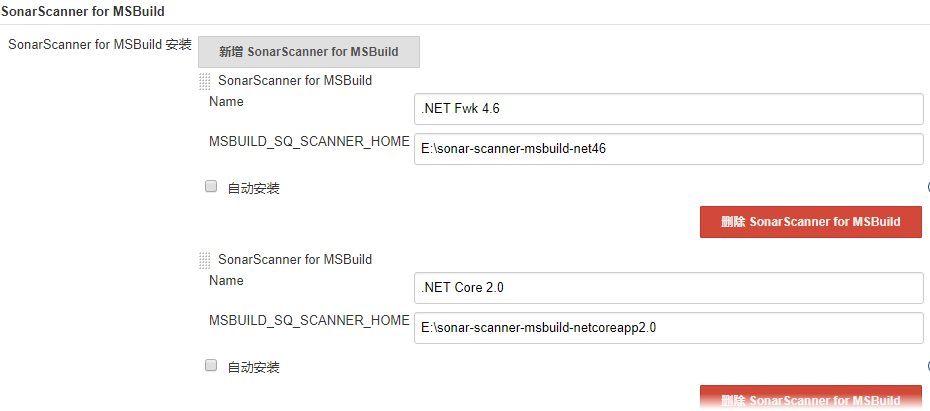 SonarScanner for MSBuild
SonarScanner for MSBuild 安装
新增 SonarScanner for MSBuild
SonarScanner for MSBuild
Name
.NET Fwk 4.6
MSBUILD_SQ_SCANNER_HOME
E:\sonar-scanner-msbuild-net46
自动安装
删除 SonarScanner for MSBuild
SonarScanner for MSBuild
Name
.NET Core 2.0
MSBUILD_SQ_SCANNER_HOME
E:\sonar-scanner-msbuild-netcoreapp2.0
自动安装
删除 SonarScanner for MSBuild